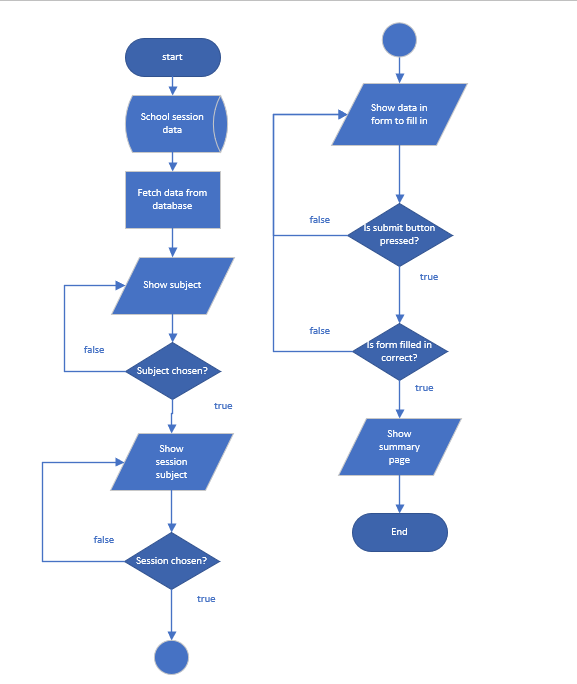 start
School session
data
Fetch data from
database
Show subject
false
Subject chosen?
true
Show
session
subject
false
Session chosen?
true
Show data in
form to fill in
false
Is submit button
pressed?
true
false
Is form filled in
correct?
true
Show
summary
page
End